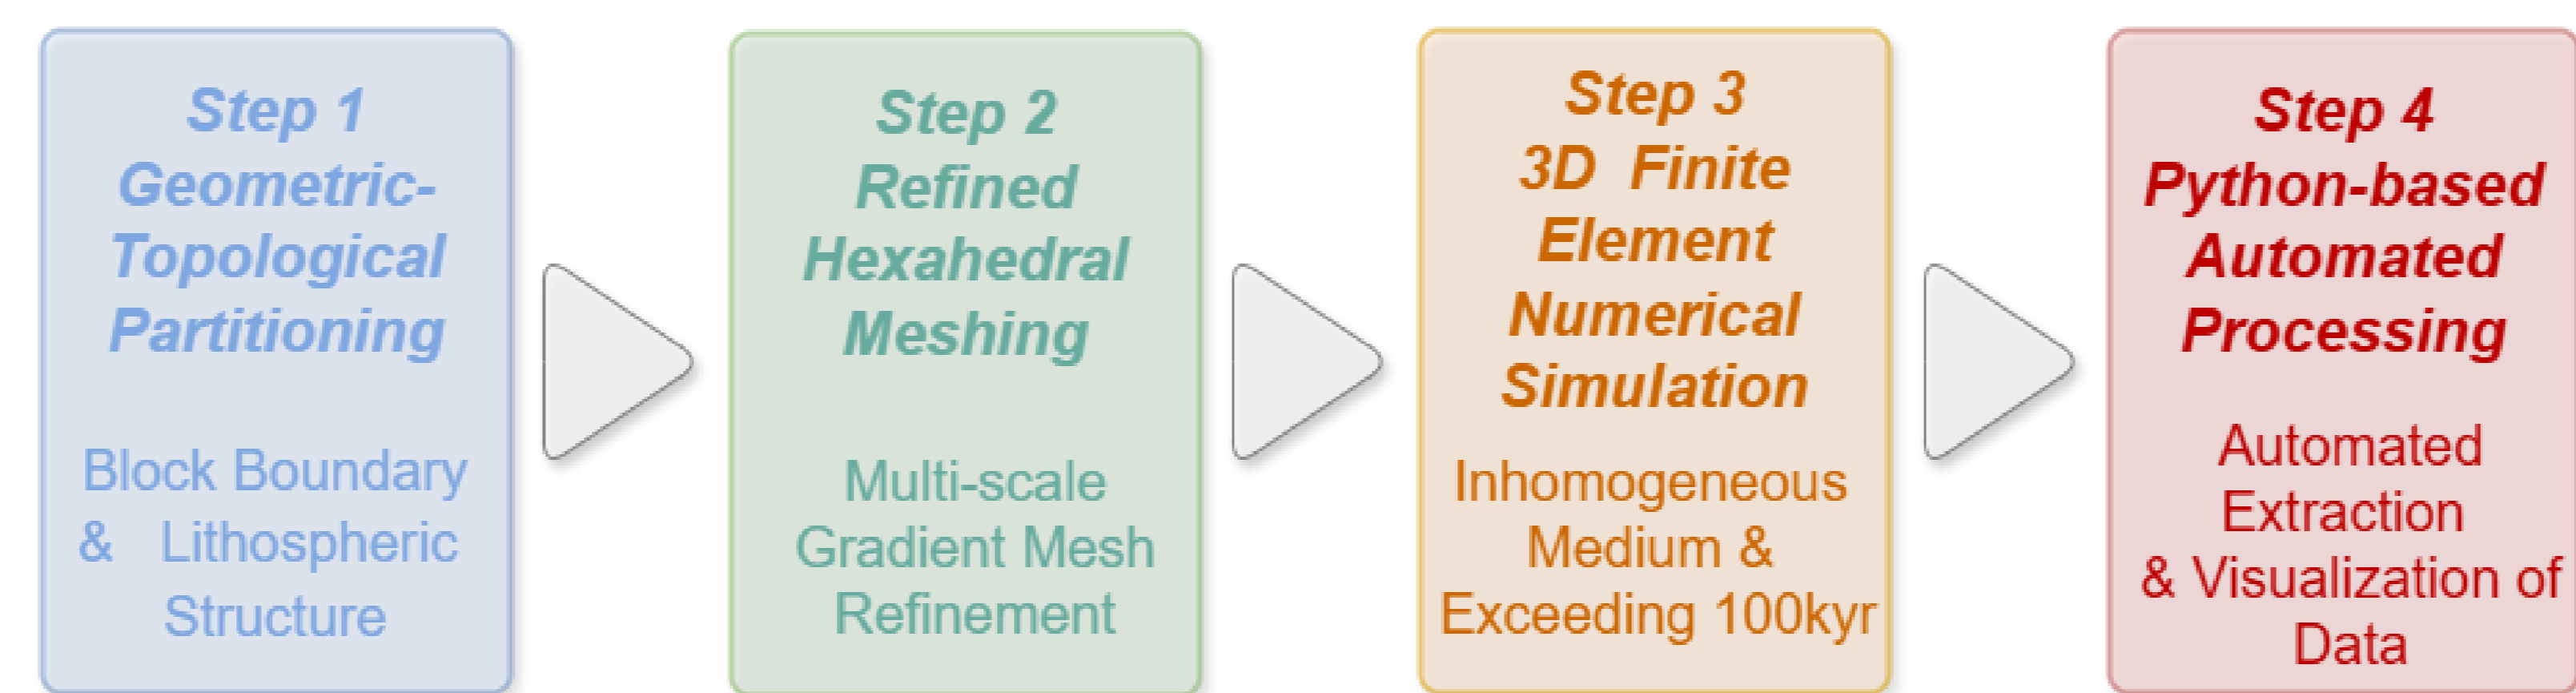 Step 1
Geometric-
Topological
Partitioning
Block Boundary
& Lithospheric
Structure
Step 2
Refined
Hexahedral
Meshing
Multi-scale
Gradient Mesh
Refinement
Step 3
3D Finite
Element
Numerical
Simulation
Inhomogeneous
Medium &
Exceeding 100kyr
Step 4
Python-based
Automated
Processing
Automated
Extraction
& Visualization of
Data